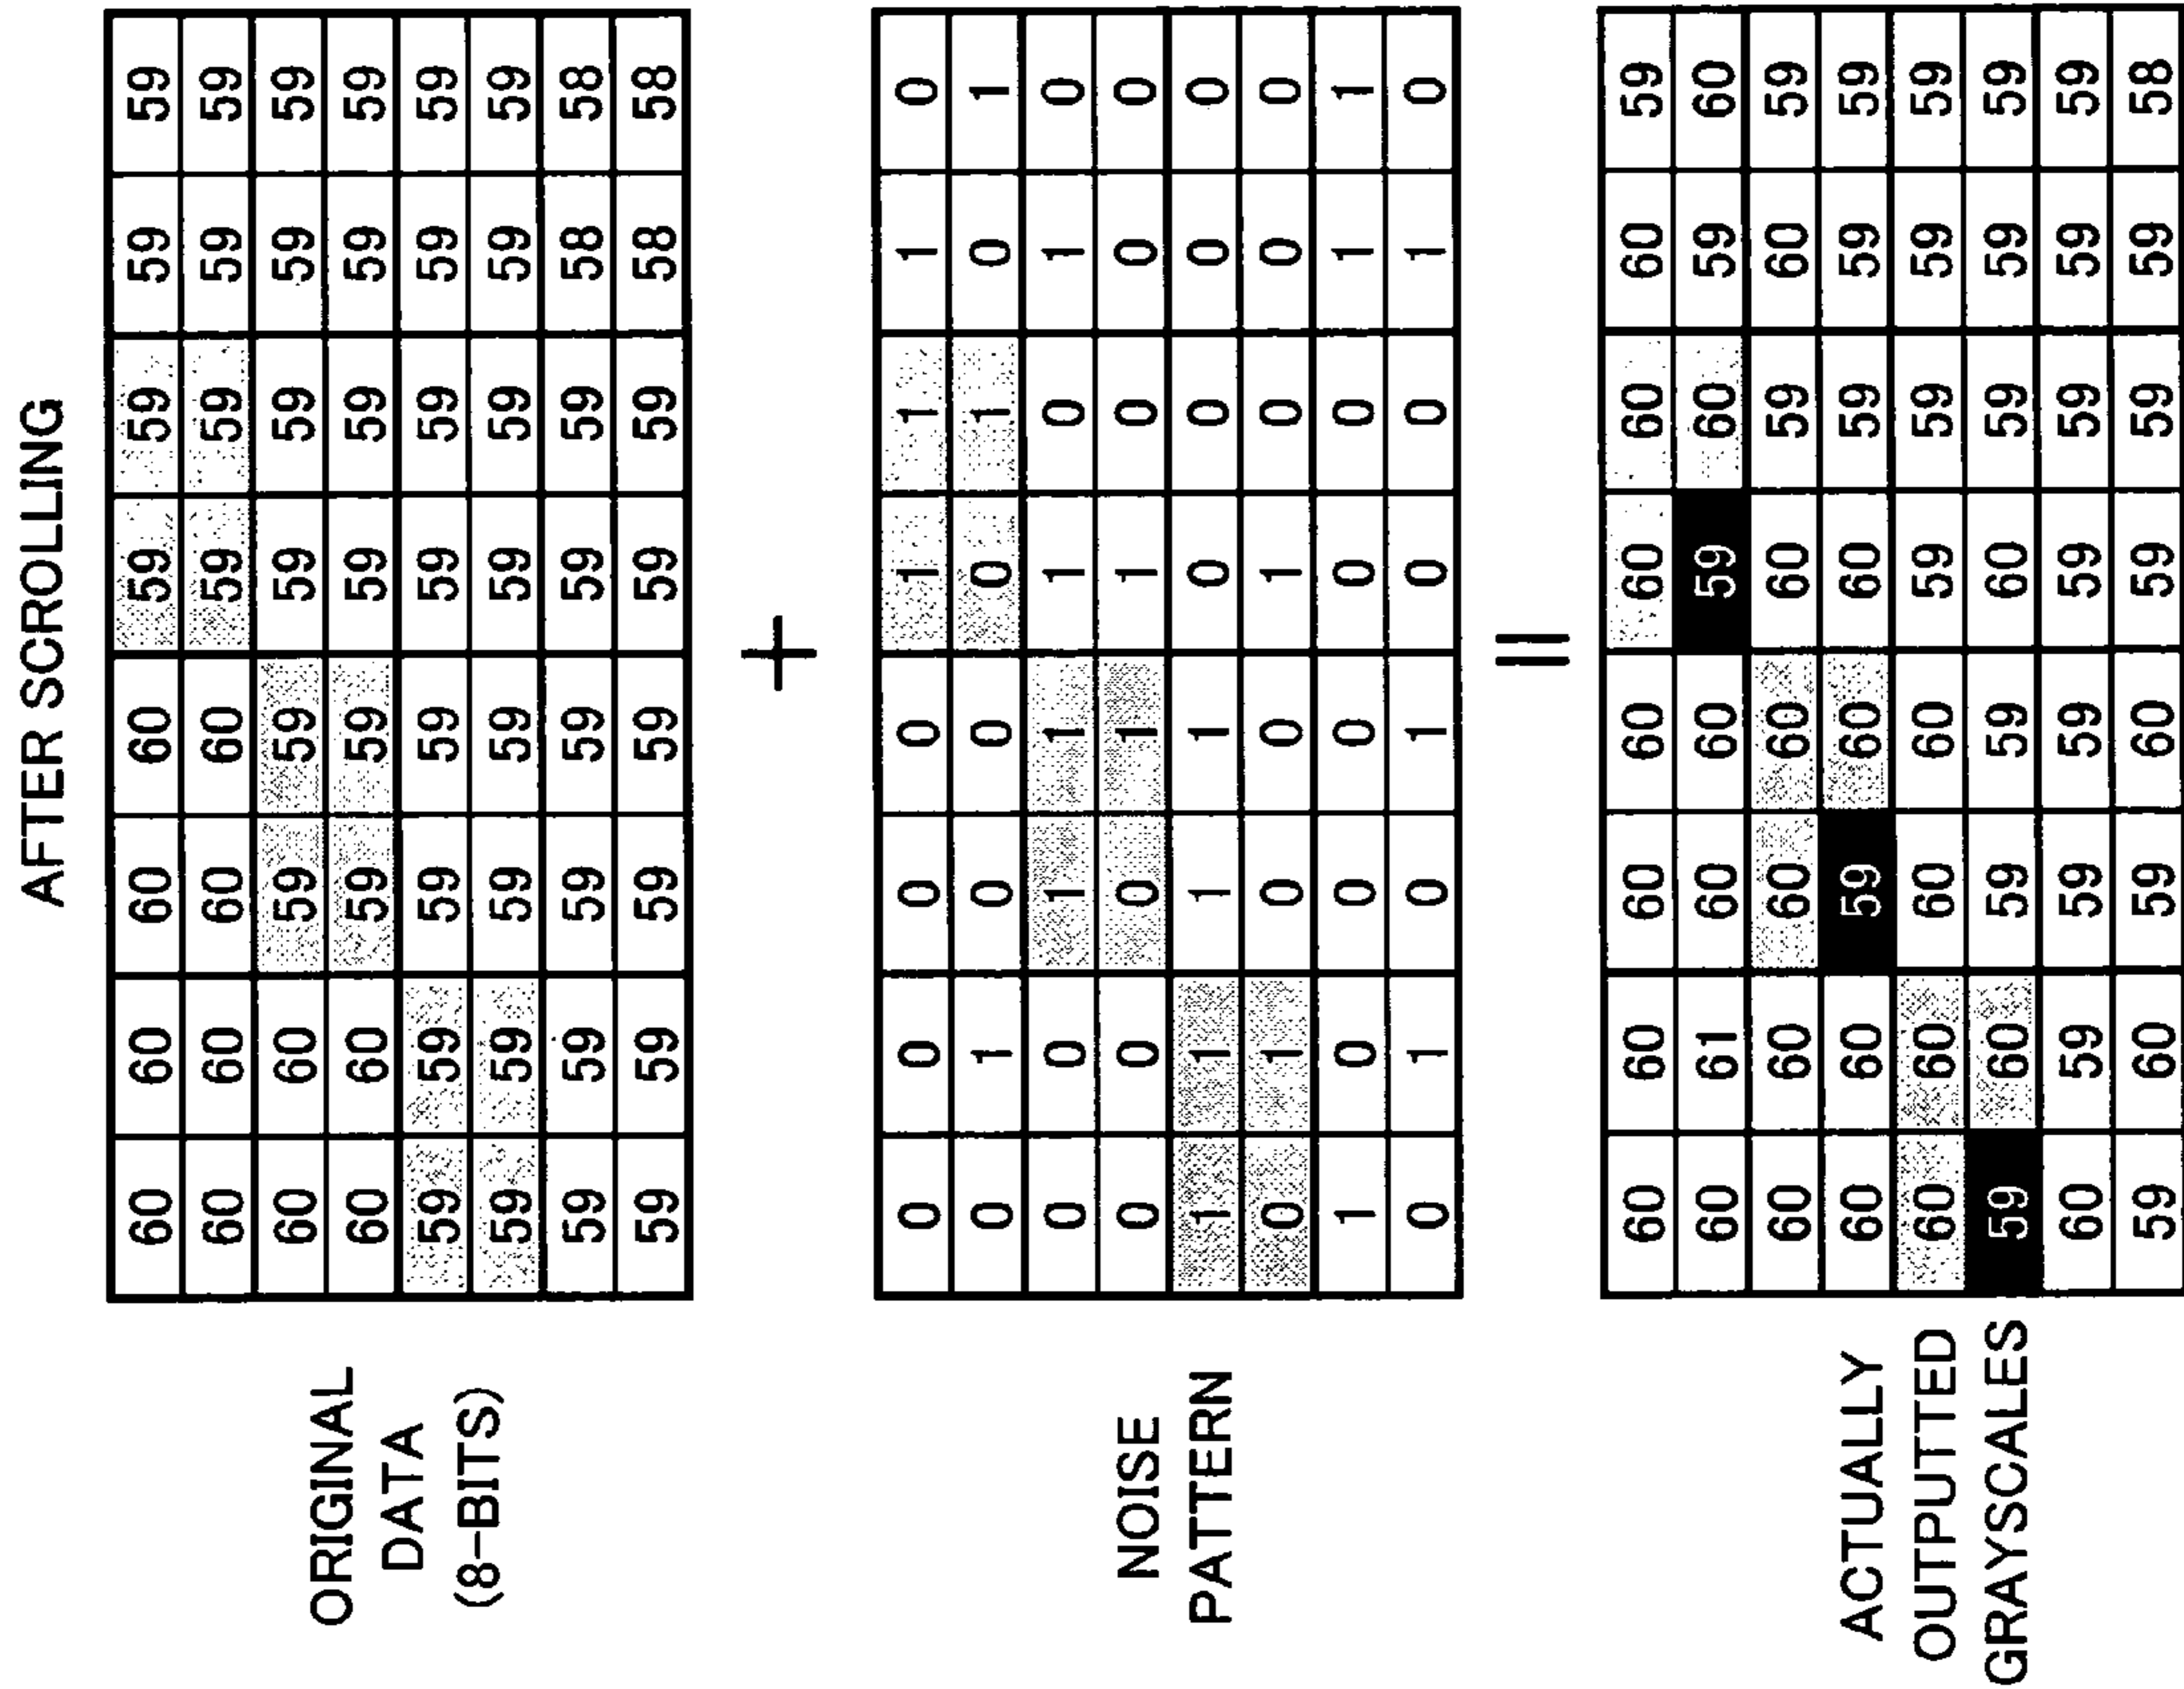 AFTER SCROLLING
ORIGINAL
DATA
(8-BITS)
60 60 60 60 59 59 59 59
60 60 60 60 59 59 59 59
60 60 59 59 59 59 59 59
60 60 59 59 59 59 59 59
59 59 59 59 59 59 59 59
59 59 59 59 59 59 59 59
59 59 59 59 59 59 58 58
59 59 59 59 59 59 58 58
+
NOISE
PATTERN
0 0 0 0 1 1 1 0
0 1 0 0 0 1 0 1
0 0 1 1 1 0 1 0
0 0 0 1 1 0 0 0
1 1 1 1 0 0 0 0
0 1 0 0 1 0 0 0
1 0 0 0 0 0 1 1
0 1 0 1 0 0 1 0
=
ACTUALLY
OUTPUTTED
GRAYSCALES
60 60 60 60 60 60 60 59
60 61 60 60 59 60 59 60
60 60 60 60 60 59 60 59
60 60 59 60 60 59 59 59
60 60 60 60 59 59 59 59
59 60 59 59 60 59 59 59
60 59 59 59 59 59 59 59
59 60 59 60 59 59 59 58